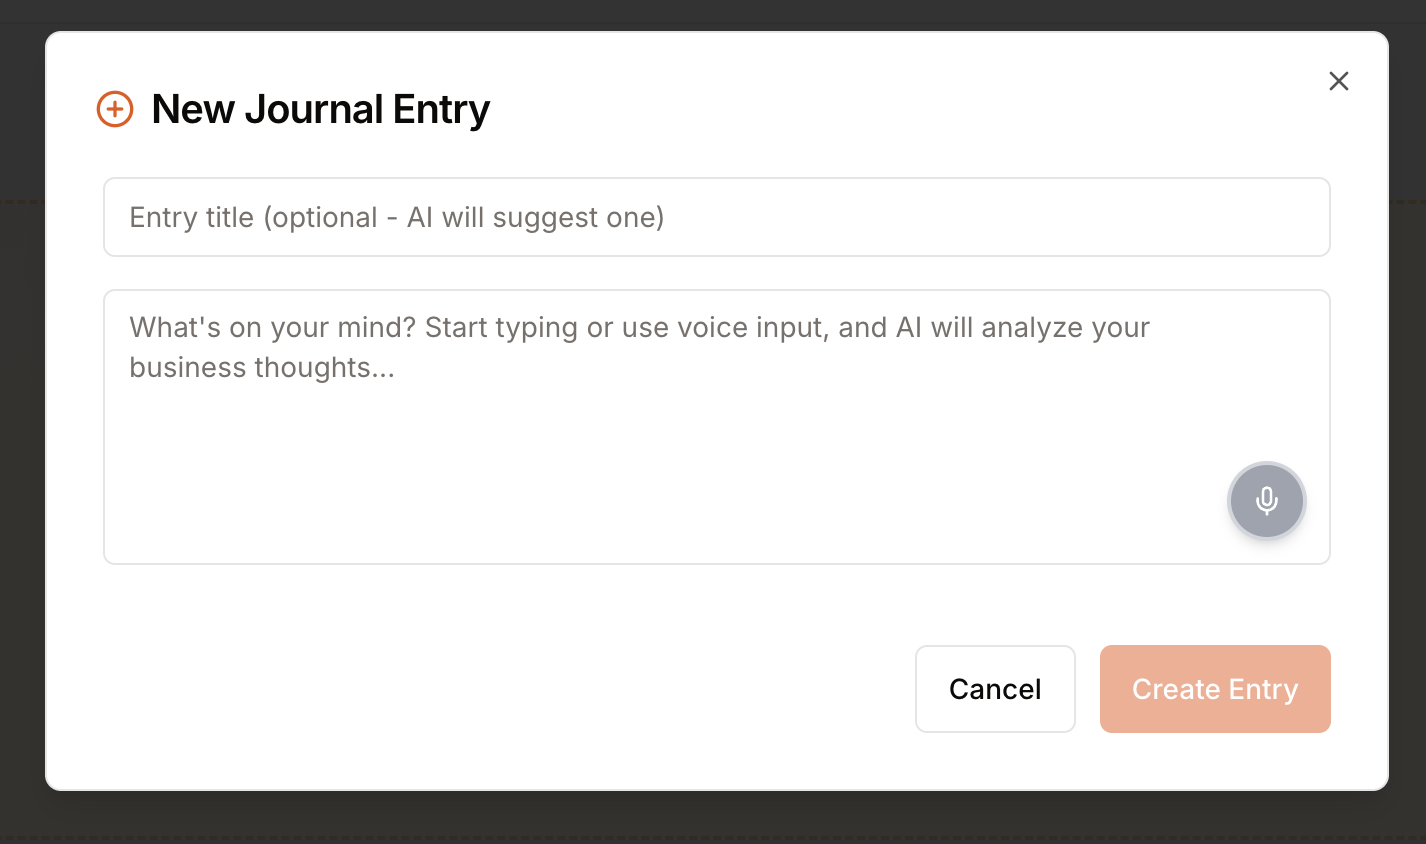 New Journal Entry
Entry title (optional - AI will suggest one)
What's on your mind? Start typing or use voice input, and AI will analyze your
business thoughts...
Cancel
Create Entry